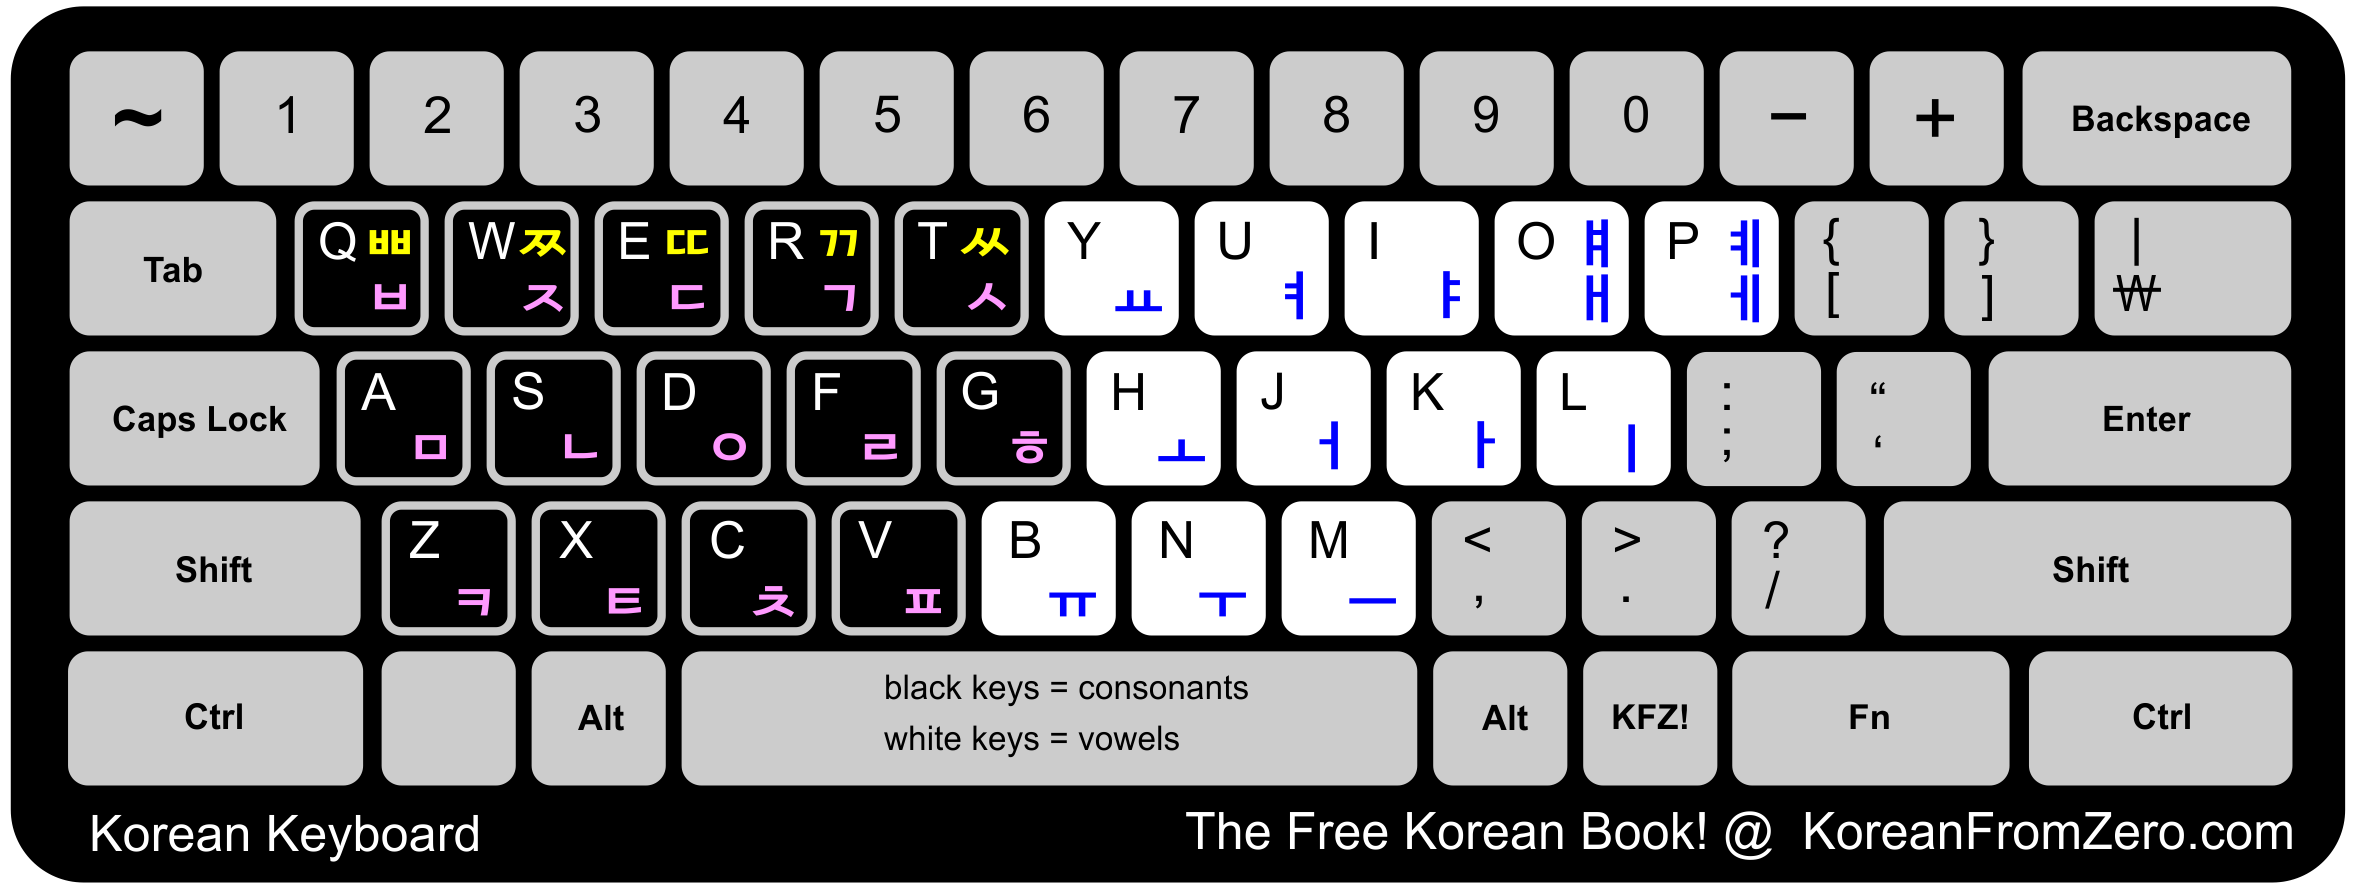 ~ 1 2 3 4 5 6 7 8 9 0 − + Backspace
Tab Q ㅃ ㅂ W ㅉ ㅈ E ㄸ ㄷ R ㄲ ㄱ T ㅆ ㅅ Y ㅛ U ㅕ I ㅑ O ㅒ ㅐ P ㅖ ㅔ { [ } ] | ₩
Caps Lock A ㅁ S ㄴ D ㅇ F ㄹ G ㅎ H ㅗ J ㅓ K ㅏ L ㅣ : ; “ ‘ Enter
Shift Z ㅋ X ㅌ C ㅊ V ㅍ B ㅠ N ㅜ M ㅡ < , > . ? / Shift
Ctrl Alt black keys = consonants
white keys = vowels Alt KFZ! Fn Ctrl
Korean Keyboard The Free Korean Book! @ KoreanFromZero.com